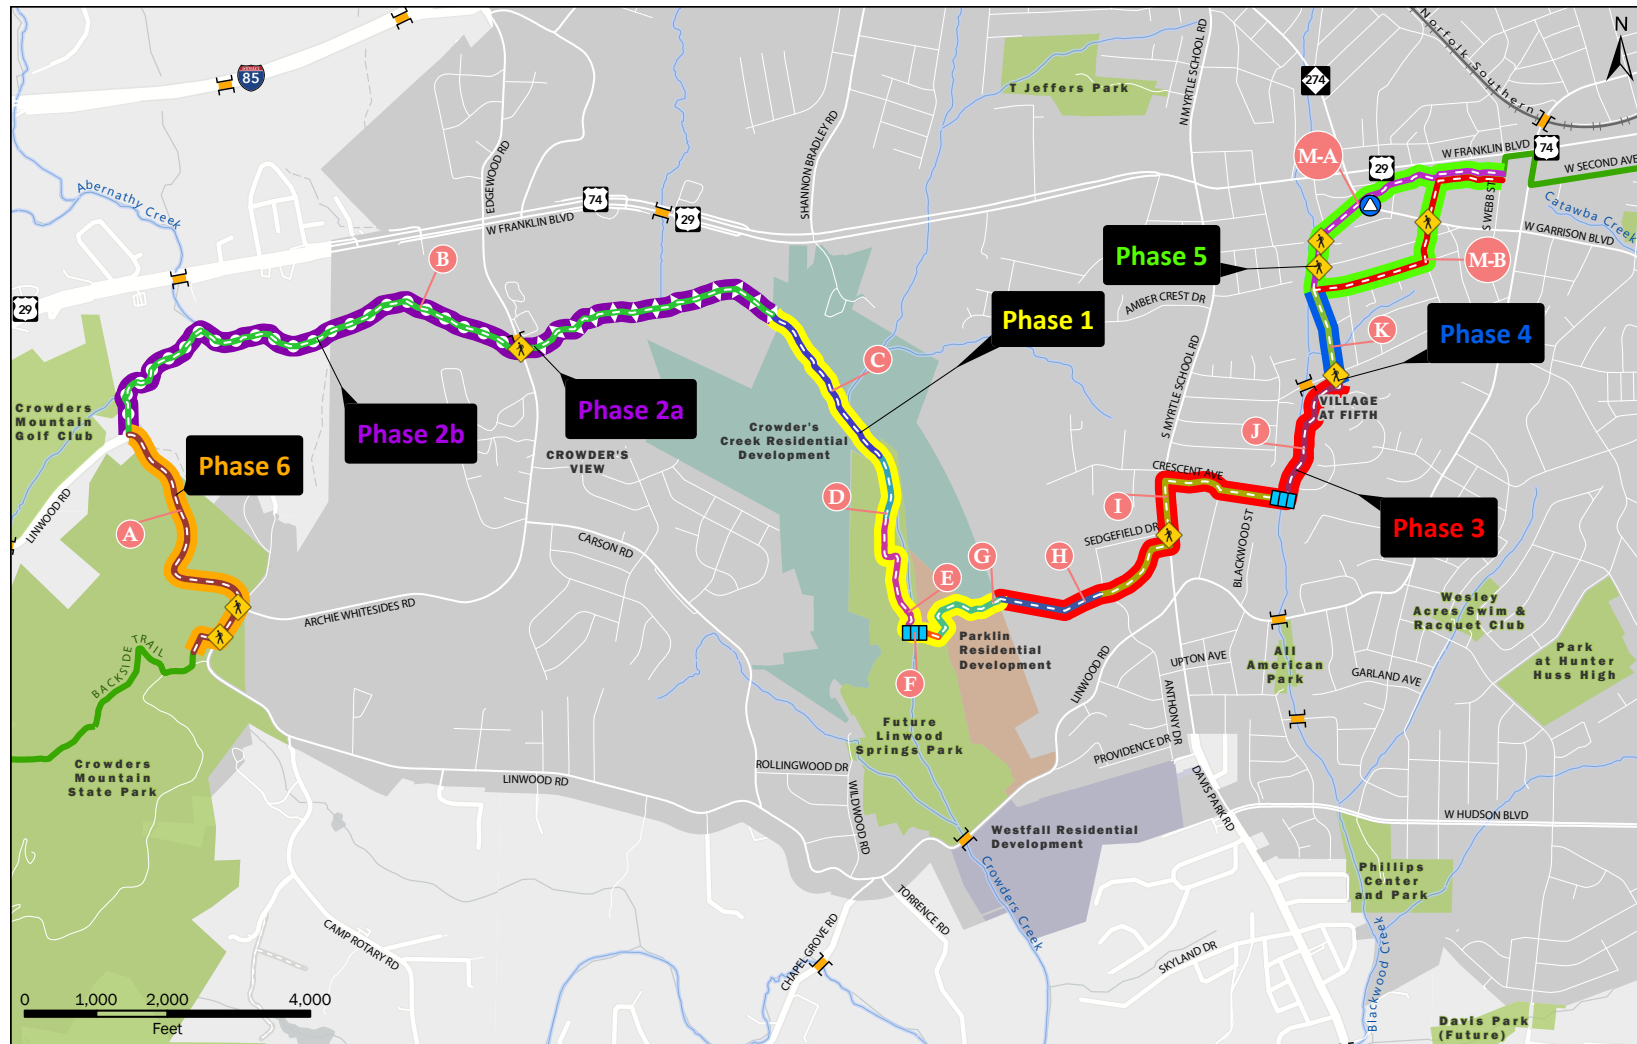 Norfolk Southern
N
85
274
T Jeffers Park
N MYRTLE SCHOOL RD
SHANNON BRADLEY RD
EDGEWOOD RD
M-A
29
W FRANKLIN BLVD
74
W SECOND AVE
Abernathy Creek
74
29
W FRANKLIN BLVD
S WEBB ST
Catawba Creek
W GARRISON BLVD
Phase 5
M-B
B
29
AMBER CREST DR
Phase 1
K
Phase 4
C
S MYRTLE SCHOOL RD
Phase 2a
Phase 2b
VILLAGE
AT FIFTH
Crowders
Mountain
Golf Club
Crowder's
Creek Residential
Development
J
CROWDER'S
VIEW
Phase 6
CRESCENT AVE
LINWOOD RD
D
I
Phase 3
A
SEDGEFIELD DR
BLACKWOOD ST
CARSON RD
G
H
E
Wesley
Acres Swim &
Racquet Club
ARCHIE WHITESIDES RD
BACKSIDE TRAIL
Parklin
Residential
Development
F
LINWOOD RD
UPTON AVE
All
American
Park
GARLAND AVE
Park
at Hunter
Huss High
ANTHONY DR
Future
Linwood
Springs Park
PROVIDENCE DR
Crowders
Mountain
State Park
LINWOOD RD
ROLLINGWOOD DR
WILDWOOD RD
DAVIS PARK RD
W HUDSON BLVD
Westfall Residential
Development
Phillips
Center
and Park
Crowders Creek
TORRENCE RD
CHAPEL GROVE RD
CAMP ROTARY RD
SKYLAND DR
Blackwood Creek
0 1,000 2,000 4,000
Feet
Davis Park
(Future)